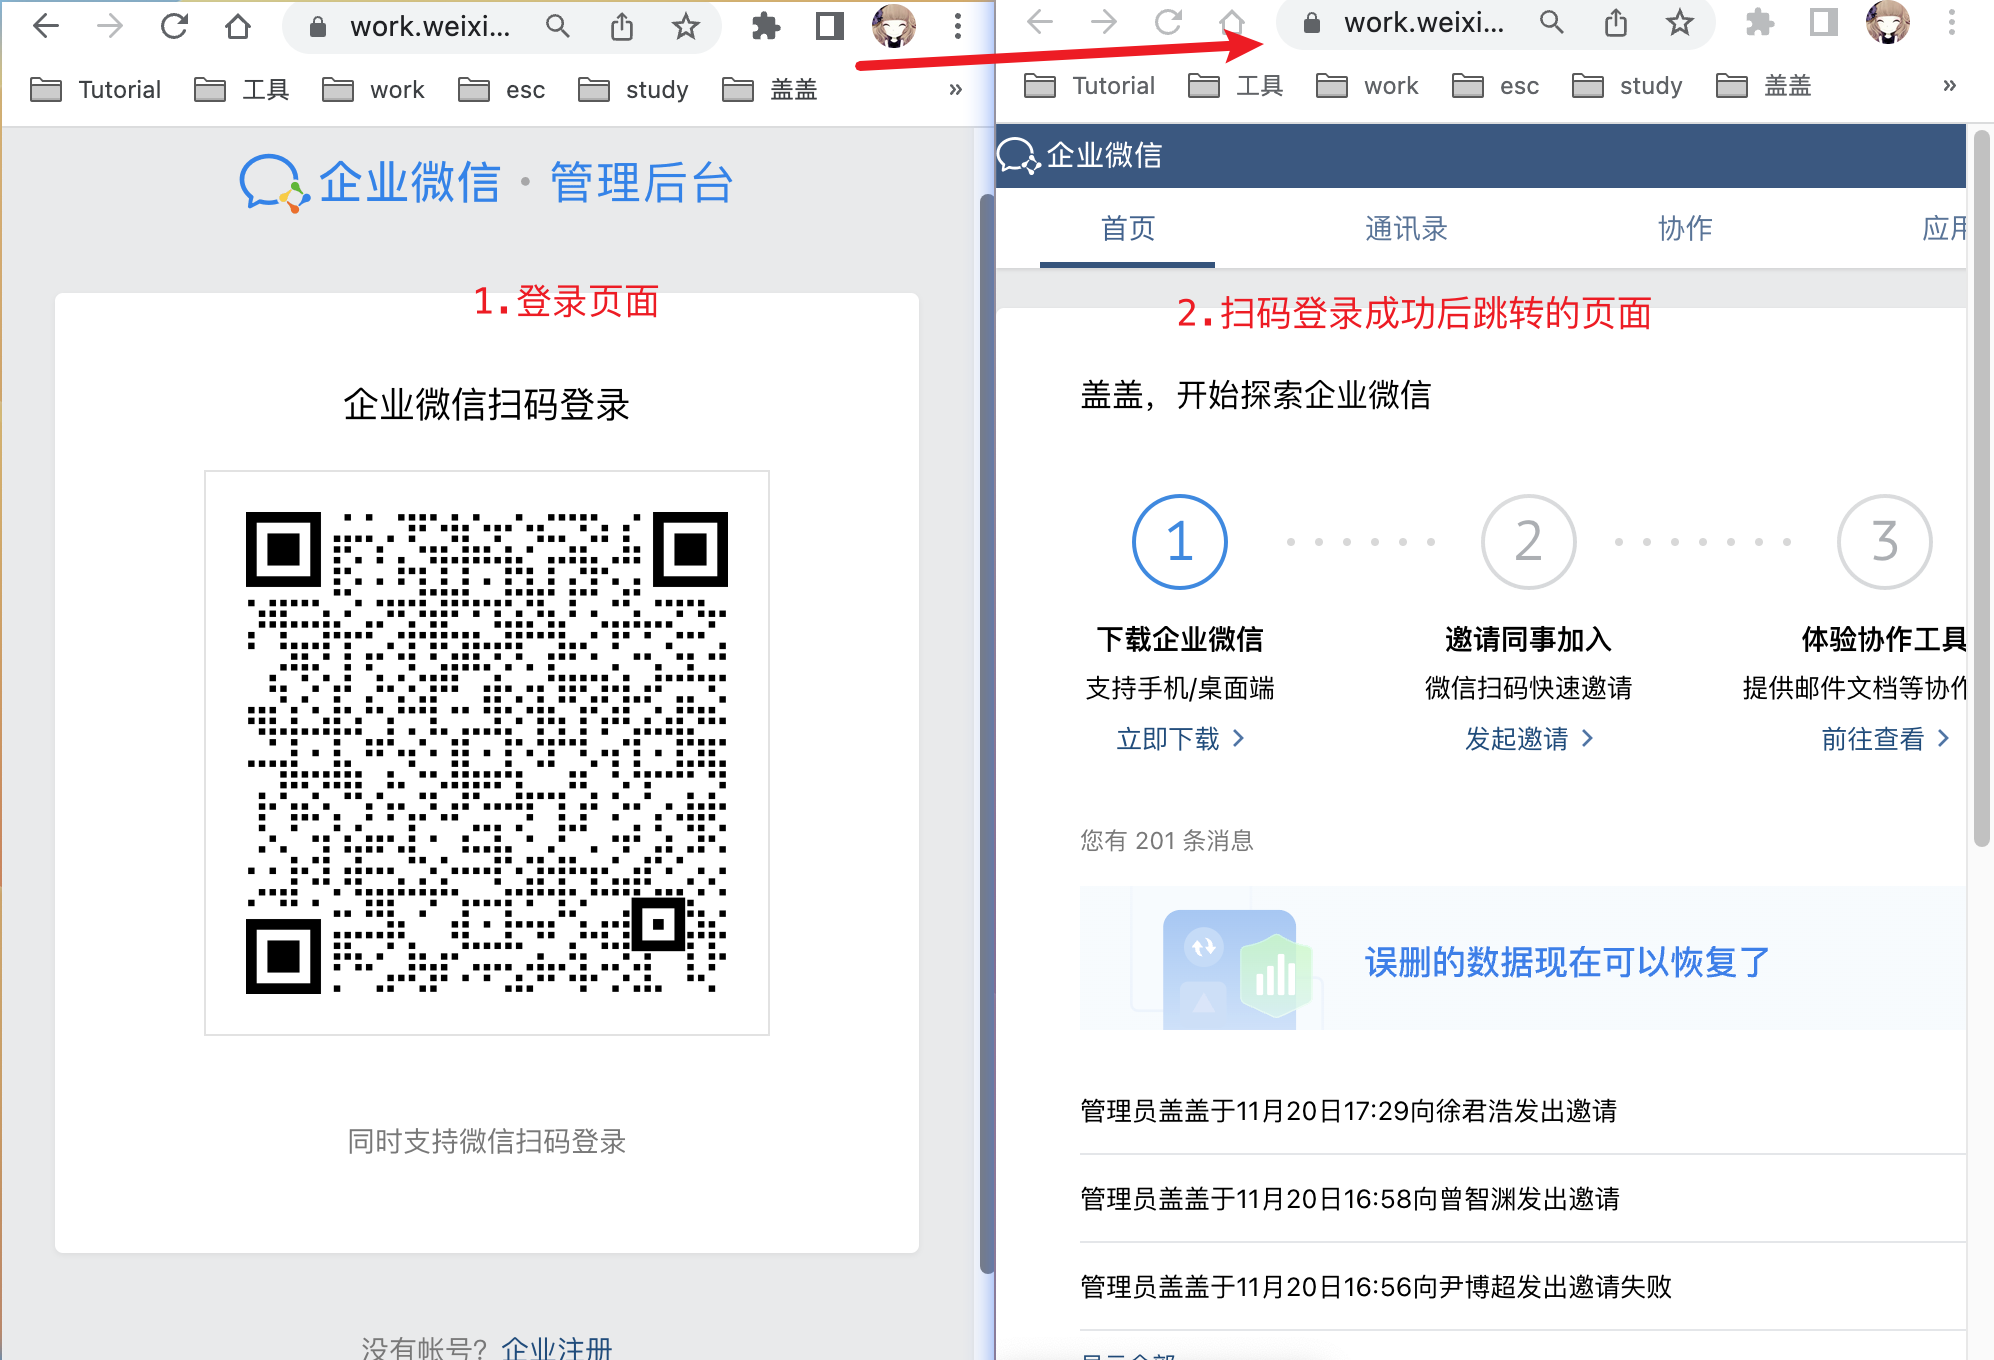 work.weixi...
Tutorial 工具 work esc study 盖盖 »
企业微信·管理后台
1.登录页面
企业微信扫码登录
同时支持微信扫码登录
没有帐号? 企业注册
work.weixi...
Tutorial 工具 work esc study 盖盖 »
企业微信
首页 通讯录 协作 应用
2.扫码登录成功后跳转的页面
盖盖，开始探索企业微信
1 2 3
下载企业微信 邀请同事加入 体验协作工具
支持手机/桌面端 微信扫码快速邀请 提供邮件文档等协作
立即下载 > 发起邀请 > 前往查看 >
您有 201 条消息
误删的数据现在可以恢复了
管理员盖盖于11月20日17:29向徐君浩发出邀请
管理员盖盖于11月20日16:58向曾智渊发出邀请
管理员盖盖于11月20日16:56向尹博超发出邀请失败